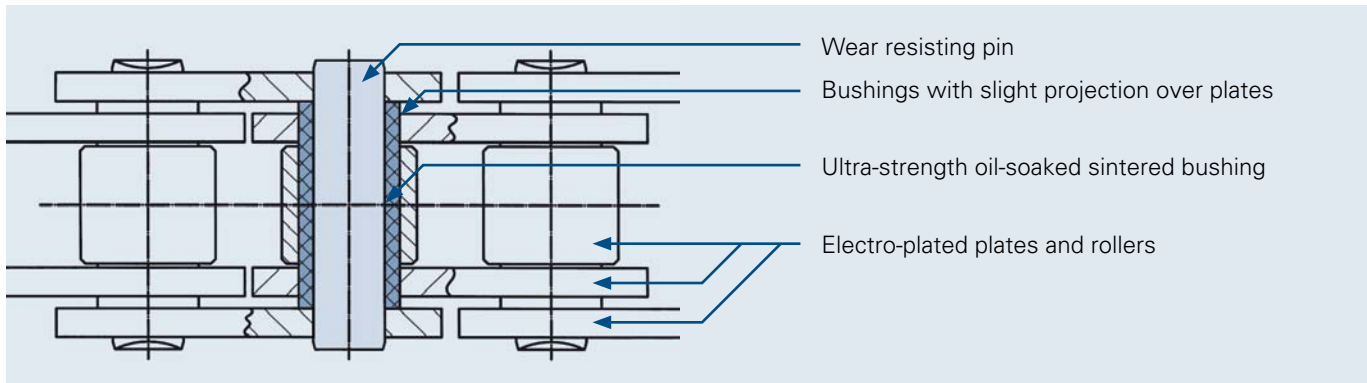 Wear resisting pin
Bushings with slight projection over plates
Ultra-strength oil-soaked sintered bushing
Electro-plated plates and rollers